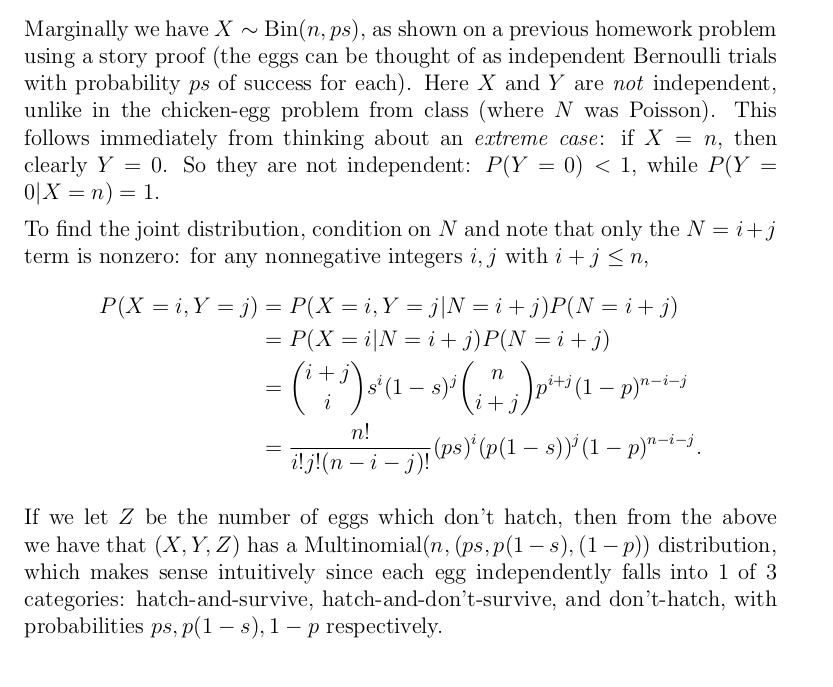 Marginally we have X ∼ Bin(n, ps), as shown on a previous homework problem
using a story proof (the eggs can be thought of as independent Bernoulli trials
with probability ps of success for each). Here X and Y are not independent,
unlike in the chicken-egg problem from class (where N was Poisson). This
follows immediately from thinking about an extreme case: if X = n, then
clearly Y = 0. So they are not independent: P(Y = 0) < 1, while P(Y =
0|X = n) = 1.
To find the joint distribution, condition on N and note that only the N = i+j
term is nonzero: for any nonnegative integers i, j with i + j ≤ n,
P(X = i, Y = j) = P(X = i, Y = j|N = i + j)P(N = i + j)
= P(X = i|N = i + j)P(N = i + j)
= \binom{i + j}{i} s^i (1 − s)^j \binom{n}{i + j} p^{i+j} (1 − p)^{n−i−j}
= \frac{n!}{i!j!(n − i − j)!} (ps)^i (p(1 − s))^j (1 − p)^{n−i−j}.
If we let Z be the number of eggs which don't hatch, then from the above
we have that (X, Y, Z) has a Multinomial(n, (ps, p(1 − s), (1 − p)) distribution,
which makes sense intuitively since each egg independently falls into 1 of 3
categories: hatch-and-survive, hatch-and-don't-survive, and don't-hatch, with
probabilities ps, p(1 − s), 1 − p respectively.